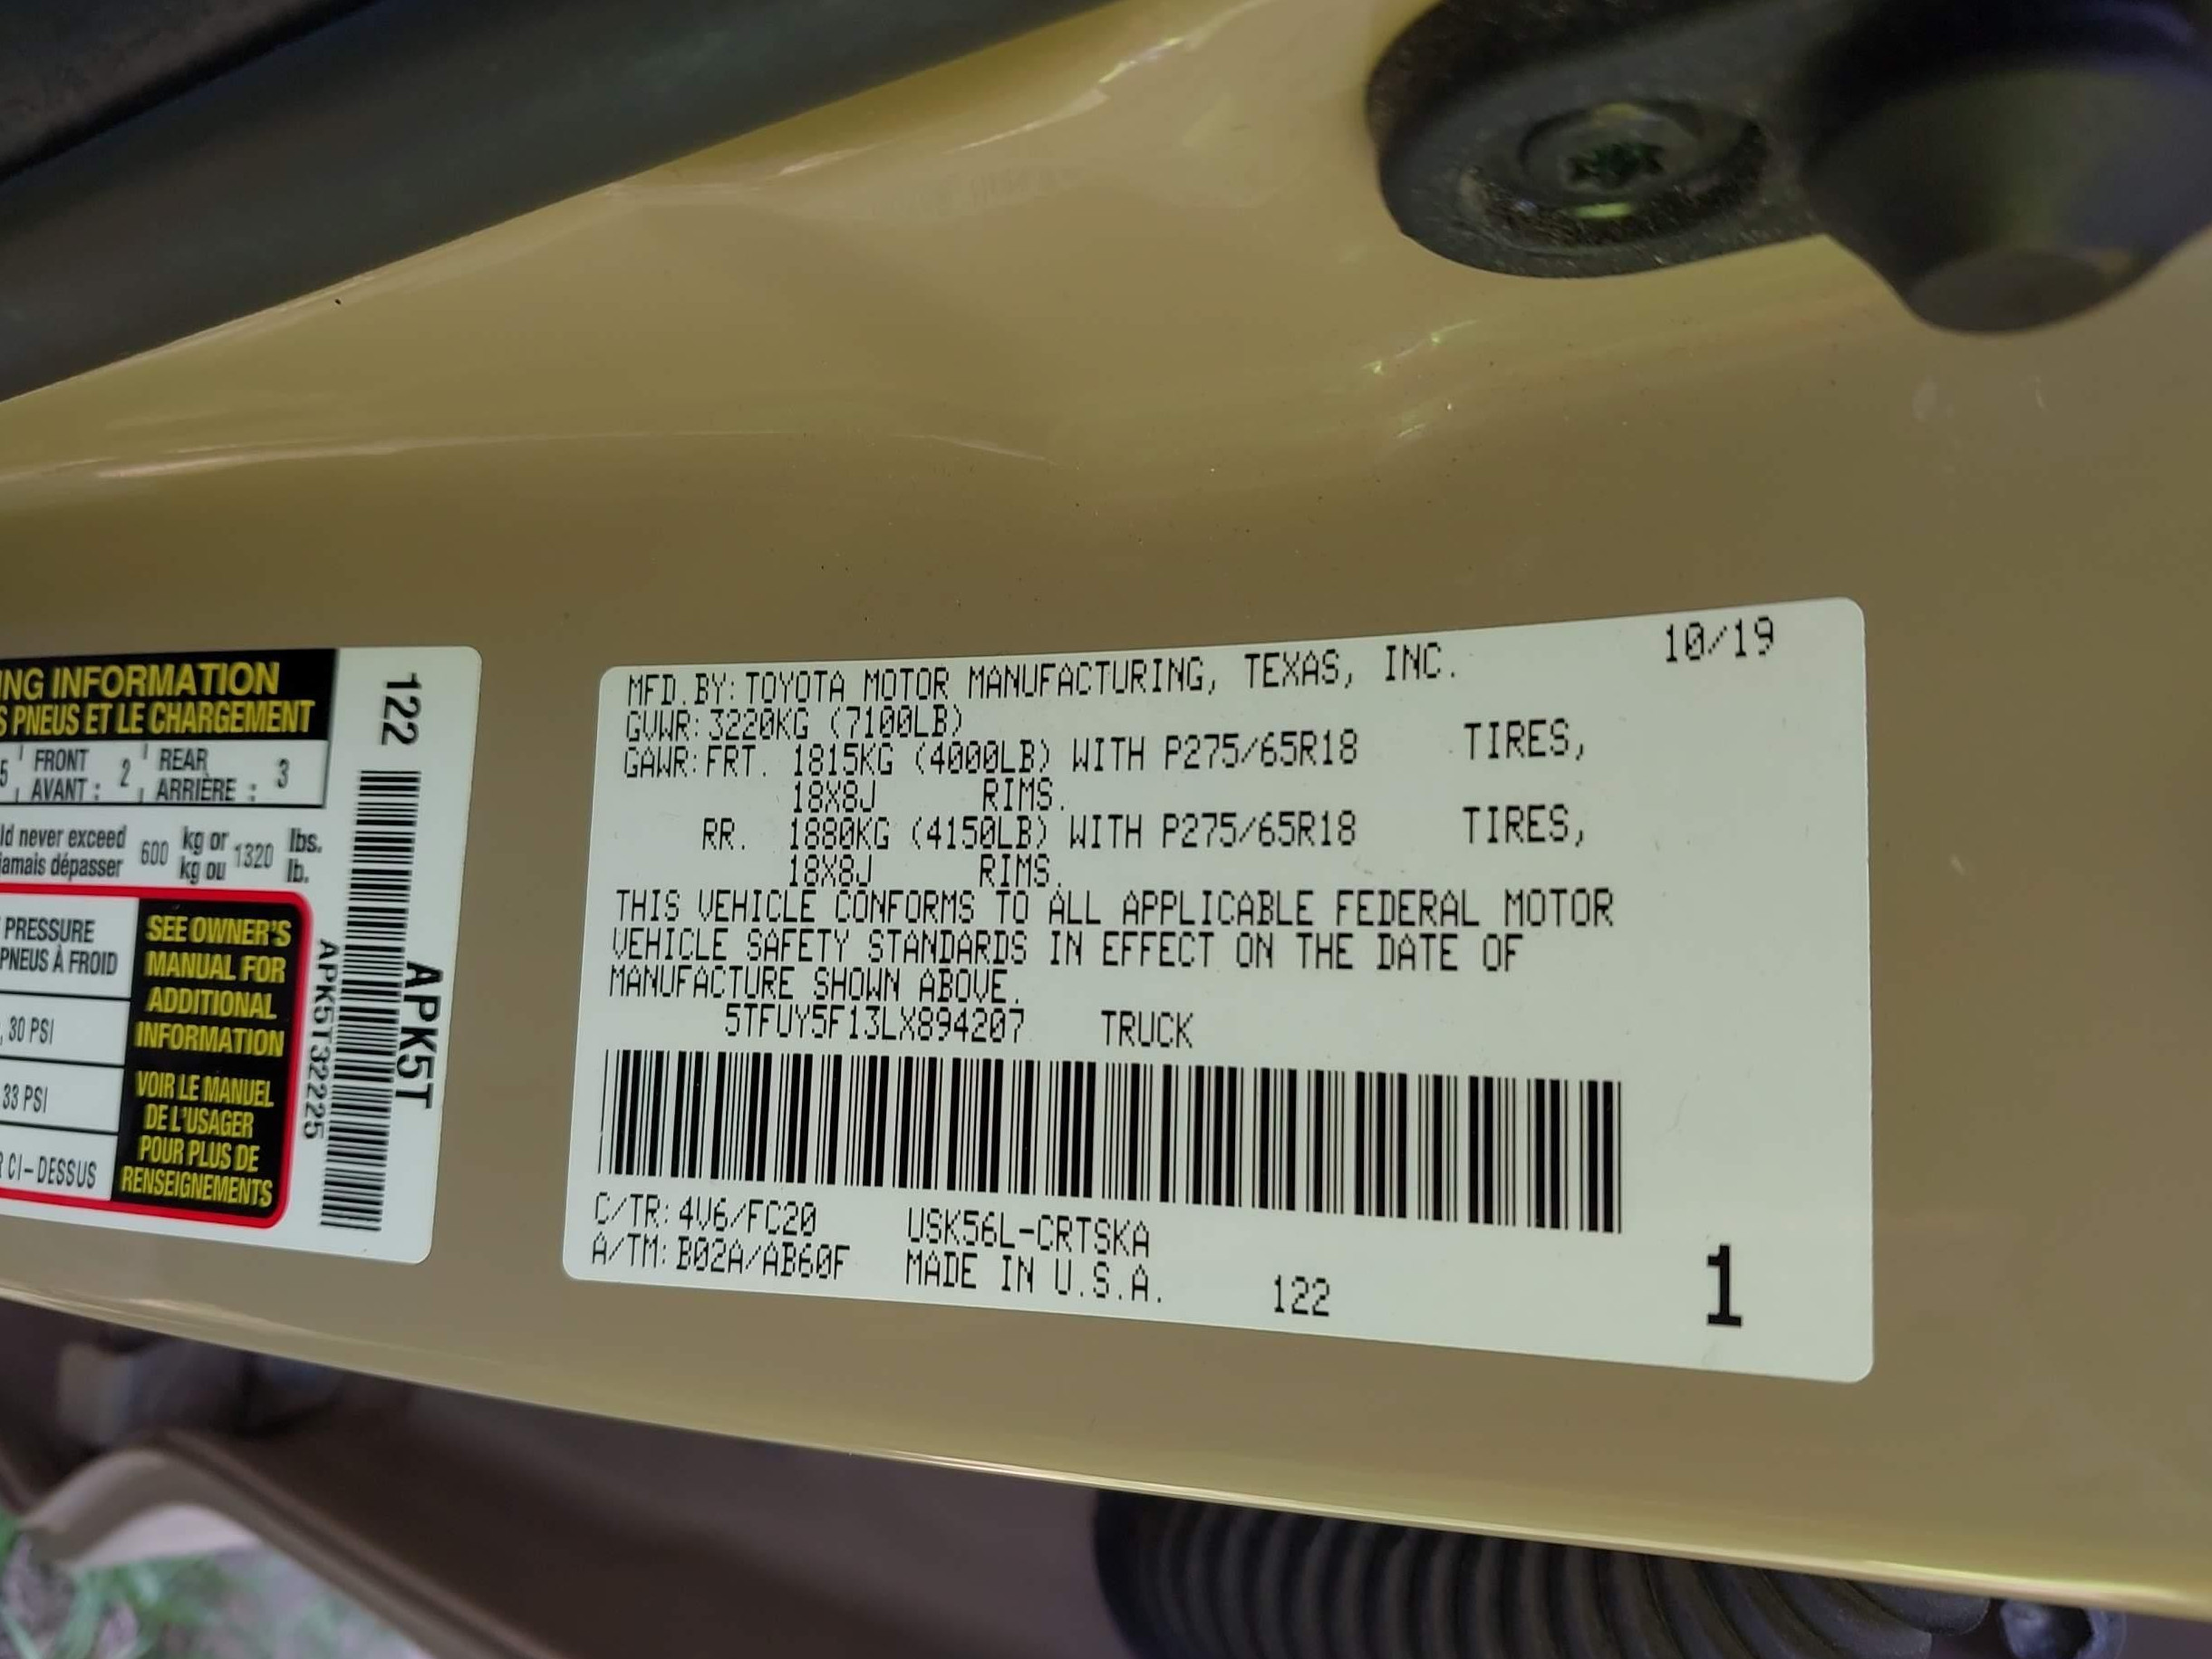 ING INFORMATION
S PNEUS ET LE CHARGEMENT
5 FRONT AVANT : 2 REAR ARRIÈRE : 3
ld never exceed 600 kg or 1320 lbs.
jamais dépasser kg ou lb.
PRESSURE
PNEUS À FROID
, 30 PSI
33 PSI
R CI-DESSUS
SEE OWNER'S
MANUAL FOR
ADDITIONAL
INFORMATION
VOIR LE MANUEL
DE L'USAGER
POUR PLUS DE
RENSEIGNEMENTS
122
APK5T
APK5T32225
MFD.BY:TOYOTA MOTOR MANUFACTURING, TEXAS, INC. 10/19
GVWR:3220KG (7100LB)
GAWR:FRT. 1815KG (4000LB) WITH P275/65R18 TIRES,
18X8J RIMS.
RR. 1880KG (4150LB) WITH P275/65R18 TIRES,
18X8J RIMS.
THIS VEHICLE CONFORMS TO ALL APPLICABLE FEDERAL MOTOR
VEHICLE SAFETY STANDARDS IN EFFECT ON THE DATE OF
MANUFACTURE SHOWN ABOVE.
5TFUY5F13LX894207 TRUCK
C/TR:4V6/FC20 USK56L-CRTSKA
A/TM:B02A/AB60F MADE IN U.S.A. 122 1